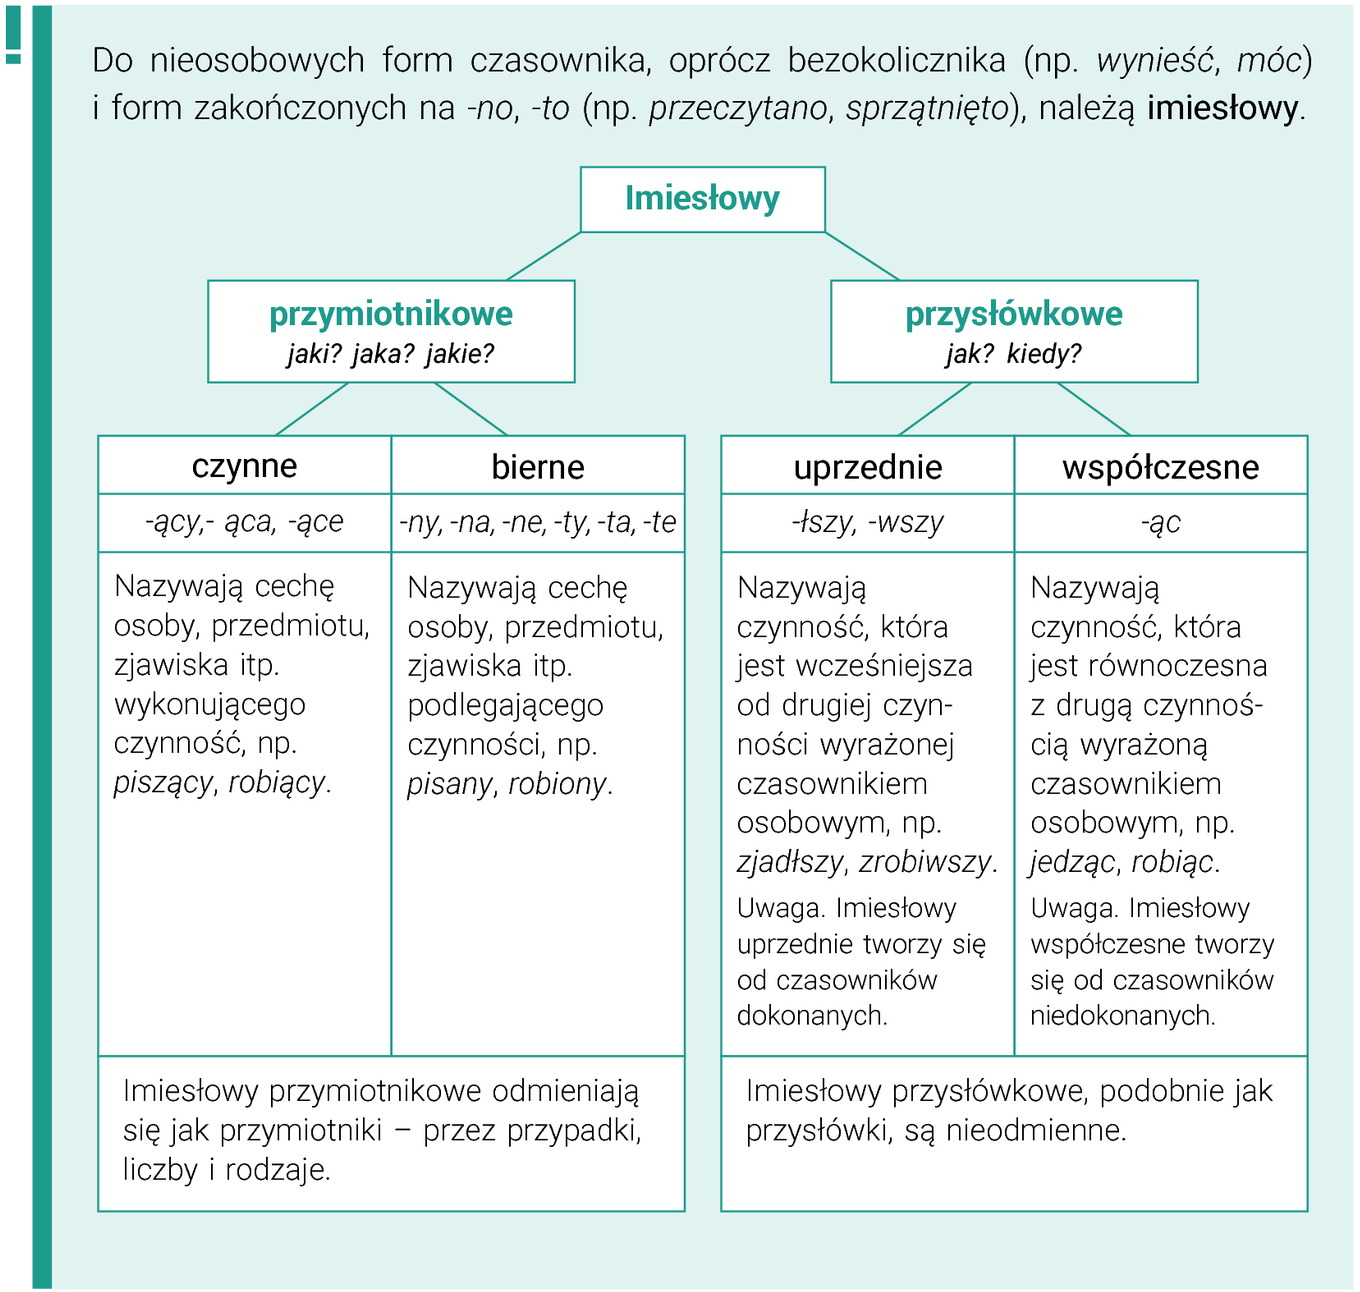 Do nieosobowych form czasownika, oprócz bezokolicznika (np. wynieść, móc)
i form zakończonych na -no, -to (np. przeczytano, sprzątnięto), należą imiesłowy.
Imiesłowy
przymiotnikowe
jaki? jaka? jakie?
przysłówkowe
jak? kiedy?
czynne
bierne
-ący,- ąca, -ące
-ny, -na, -ne, -ty, -ta, -te
Nazywają cechę
osoby, przedmiotu,
zjawiska itp.
wykonującego
czynność, np.
piszący, robiący.
Nazywają cechę
osoby, przedmiotu,
zjawiska itp.
podlegającego
czynności, np.
pisany, robiony.
Imiesłowy przymiotnikowe odmieniają
się jak przymiotniki – przez przypadki,
liczby i rodzaje.
uprzednie
współczesne
-łszy, -wszy
-ąc
Nazywają
czynność, która
jest wcześniejsza
od drugiej czyn-
ności wyrażonej
czasownikiem
osobowym, np.
zjadłszy, zrobiwszy.
Uwaga. Imiesłowy
uprzednie tworzy się
od czasowników
dokonanych.
Nazywają
czynność, która
jest równoczesna
z drugą czynnoś-
cią wyrażoną
czasownikiem
osobowym, np.
jedząc, robiąc.
Uwaga. Imiesłowy
współczesne tworzy
się od czasowników
niedokonanych.
Imiesłowy przysłówkowe, podobnie jak
przysłówki, są nieodmienne.